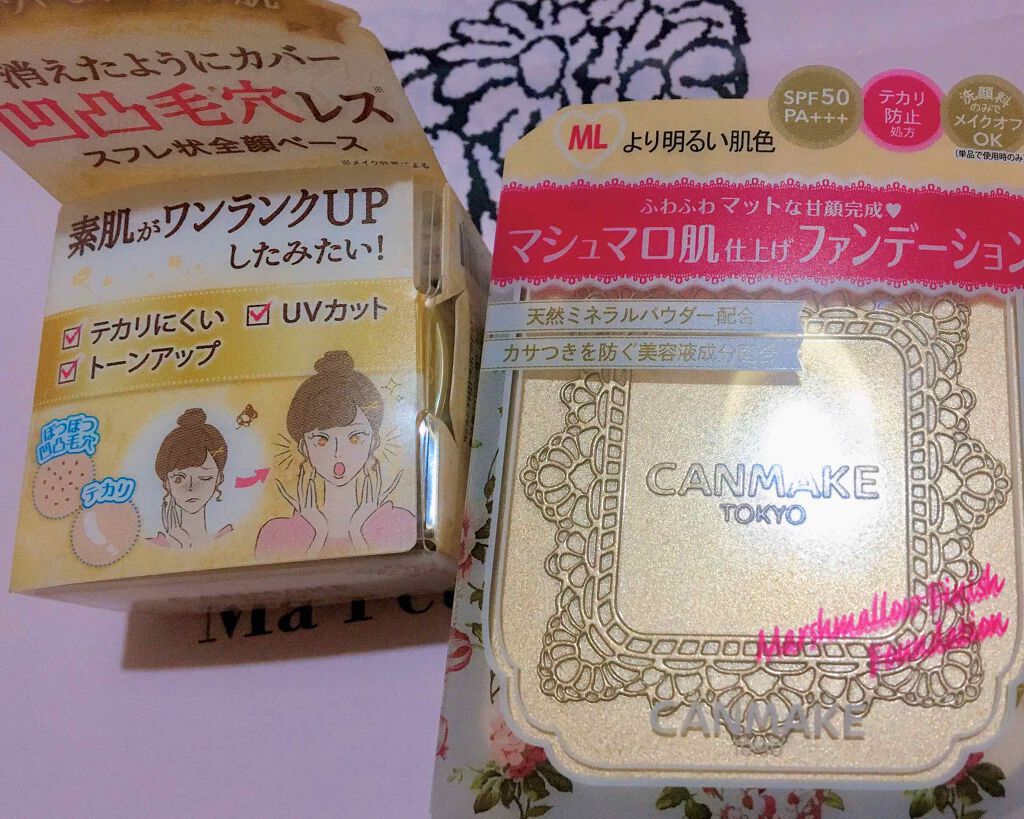 消えたようにカバー
凹凸毛穴レス※
スフレ状全顔ベース
※メイク効果による
素肌がワンランクUP
したみたい!
テカリにくい
UVカット
トーンアップ
ぽつぽつ
凹凸毛穴
テカリ
ML より明るい肌色
SPF50
PA+++
テカリ
防止
処方
洗顔料
のみで
メイクオフ
OK
(単品で使用時のみ)
ふわふわ マットな甘顔完成♥
マシュマロ肌仕上げファンデーション
天然ミネラルパウダー配合
カサつきを防ぐ美容液成分配合
CANMAKE
TOKYO
Marshmallow Finish
Foundation
CANMAKE